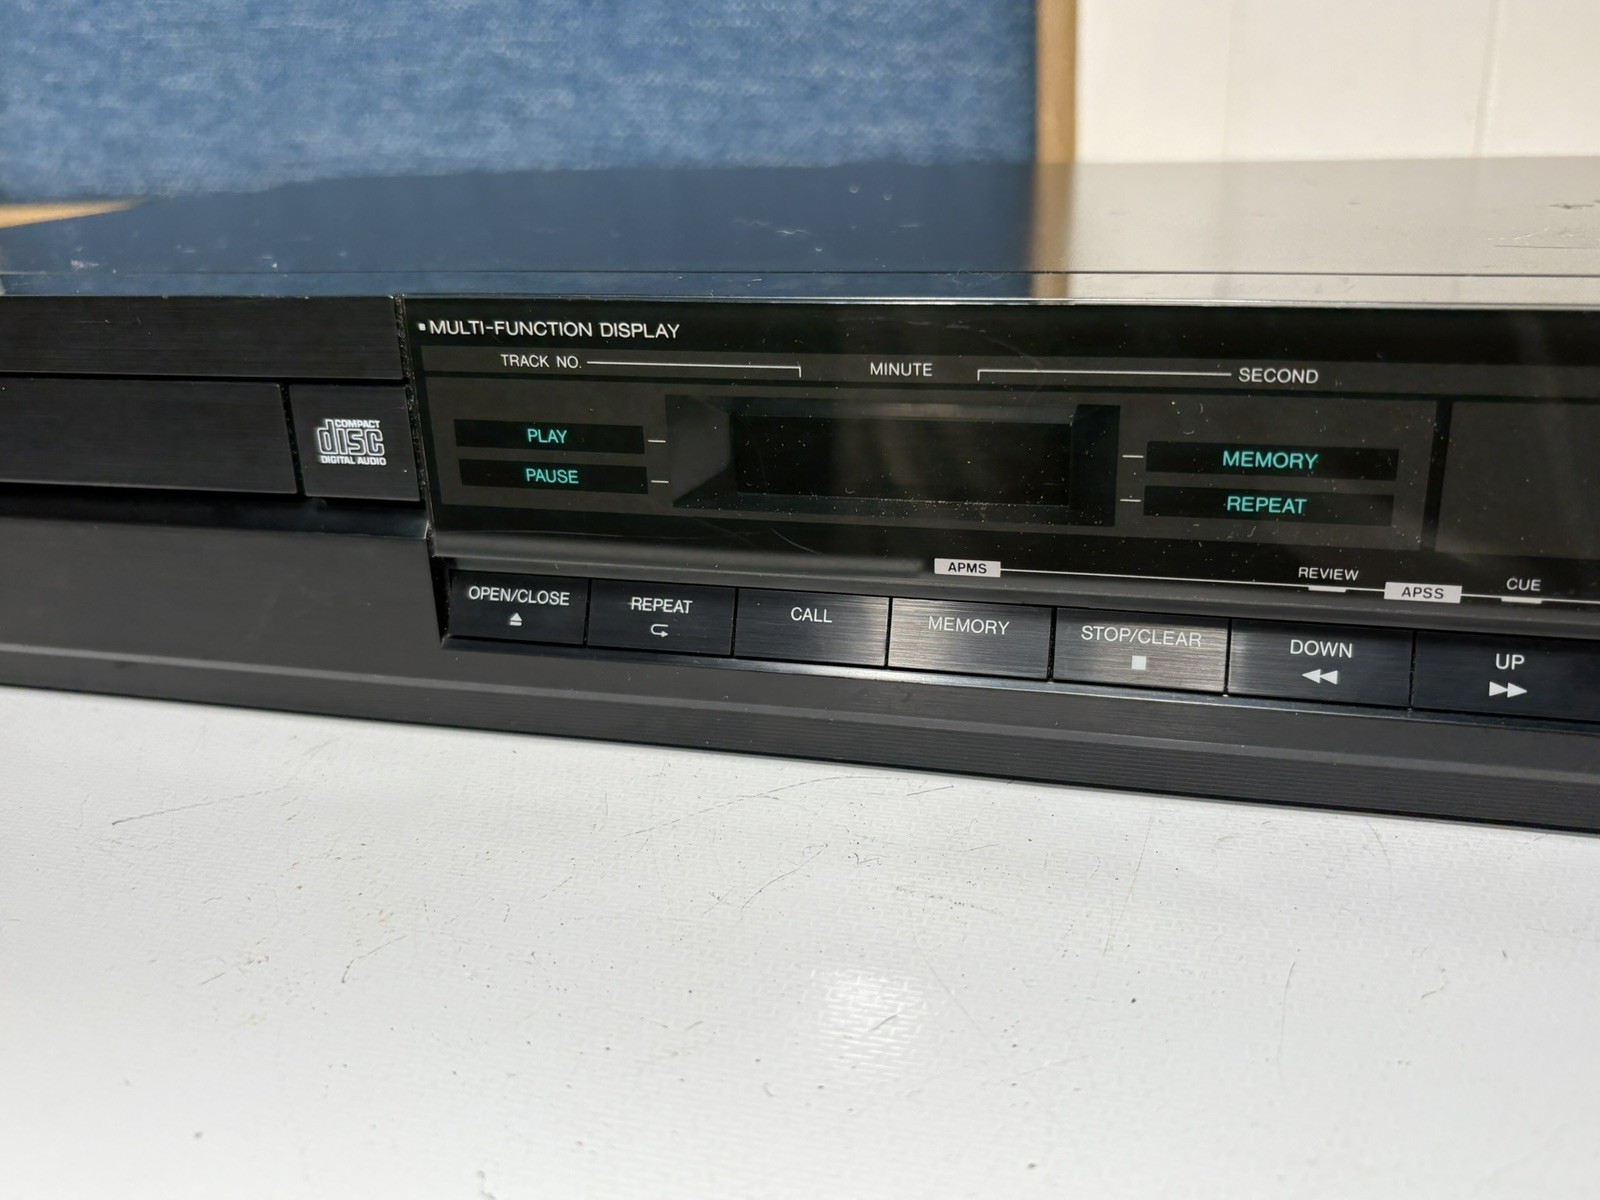 ▪MULTI-FUNCTION DISPLAY
TRACK NO.
MINUTE
SECOND
COMPACT
disc
DIGITAL AUDIO
PLAY
PAUSE
MEMORY
REPEAT
APMS
REVIEW
APSS
CUE
OPEN/CLOSE
REPEAT
CALL
MEMORY
STOP/CLEAR
DOWN
UP